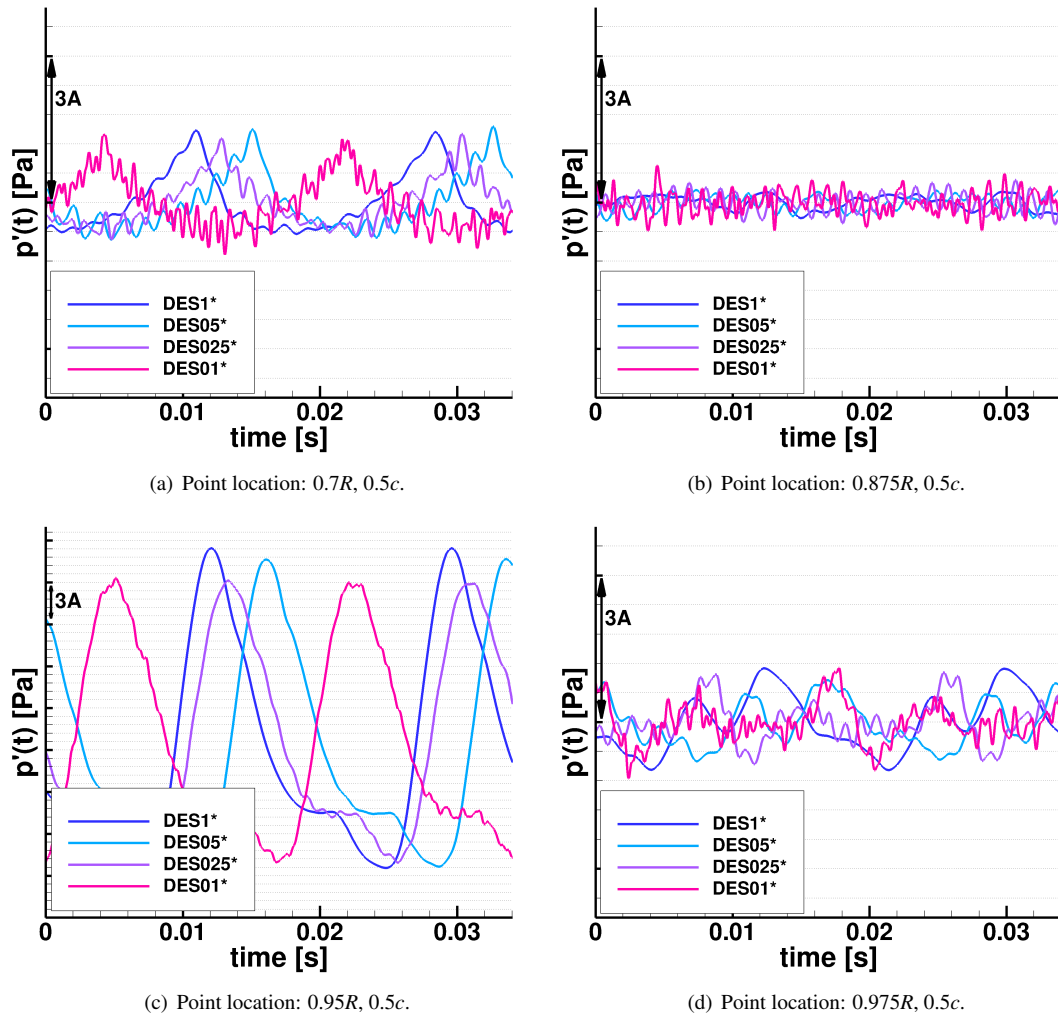 3A
p'(t) [Pa]
DES1*
DES05*
DES025*
DES01*
0 0.01 0.02 0.03
time [s]
(a) Point location: 0.7R, 0.5c.
3A
p'(t) [Pa]
DES1*
DES05*
DES025*
DES01*
0 0.01 0.02 0.03
time [s]
(b) Point location: 0.875R, 0.5c.
3A
p'(t) [Pa]
DES1*
DES05*
DES025*
DES01*
0 0.01 0.02 0.03
time [s]
(c) Point location: 0.95R, 0.5c.
3A
p'(t) [Pa]
DES1*
DES05*
DES025*
DES01*
0 0.01 0.02 0.03
time [s]
(d) Point location: 0.975R, 0.5c.